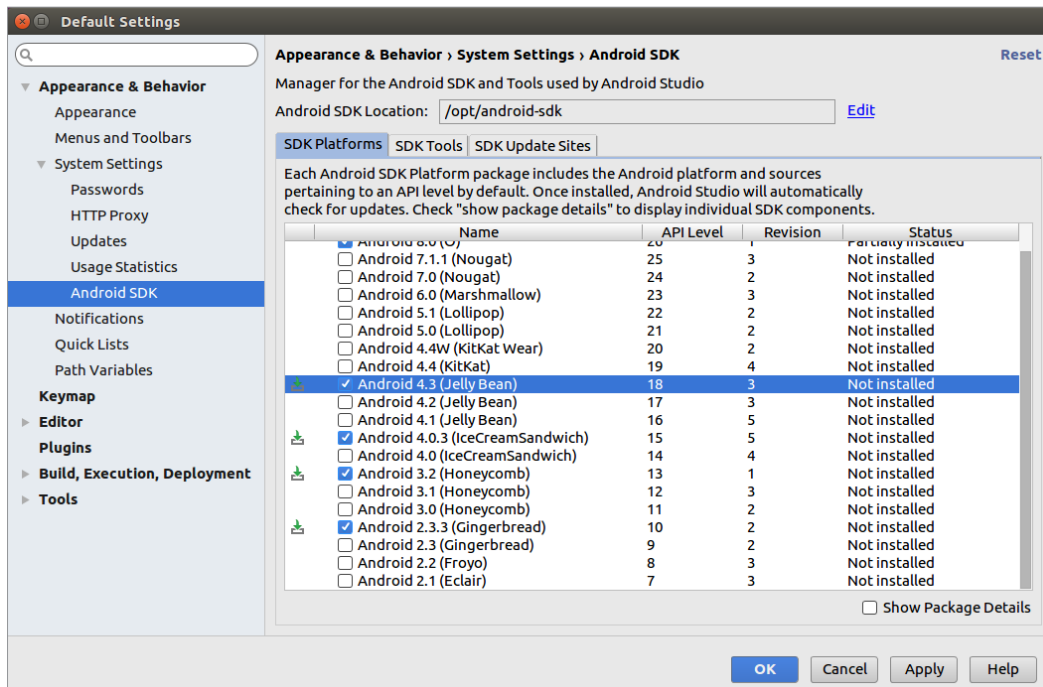 Default Settings
Appearance & Behavior › System Settings › Android SDK
Reset
Manager for the Android SDK and Tools used by Android Studio
Android SDK Location: /opt/android-sdk Edit
Appearance & Behavior
Appearance
Menus and Toolbars
System Settings
Passwords
HTTP Proxy
Updates
Usage Statistics
Android SDK
Notifications
Quick Lists
Path Variables
Keymap
Editor
Plugins
Build, Execution, Deployment
Tools
SDK Platforms SDK Tools SDK Update Sites
Each Android SDK Platform package includes the Android platform and sources
pertaining to an API level by default. Once installed, Android Studio will automatically
check for updates. Check "show package details" to display individual SDK components.
Name API Level Revision Status
Android 8.0 (O) 26 1 Partially installed
Android 7.1.1 (Nougat) 25 3 Not installed
Android 7.0 (Nougat) 24 2 Not installed
Android 6.0 (Marshmallow) 23 3 Not installed
Android 5.1 (Lollipop) 22 2 Not installed
Android 5.0 (Lollipop) 21 2 Not installed
Android 4.4W (KitKat Wear) 20 2 Not installed
Android 4.4 (KitKat) 19 4 Not installed
Android 4.3 (Jelly Bean) 18 3 Not installed
Android 4.2 (Jelly Bean) 17 3 Not installed
Android 4.1 (Jelly Bean) 16 5 Not installed
Android 4.0.3 (IceCreamSandwich) 15 5 Not installed
Android 4.0 (IceCreamSandwich) 14 4 Not installed
Android 3.2 (Honeycomb) 13 1 Not installed
Android 3.1 (Honeycomb) 12 3 Not installed
Android 3.0 (Honeycomb) 11 2 Not installed
Android 2.3.3 (Gingerbread) 10 2 Not installed
Android 2.3 (Gingerbread) 9 2 Not installed
Android 2.2 (Froyo) 8 3 Not installed
Android 2.1 (Eclair) 7 3 Not installed
Show Package Details
OK Cancel Apply Help